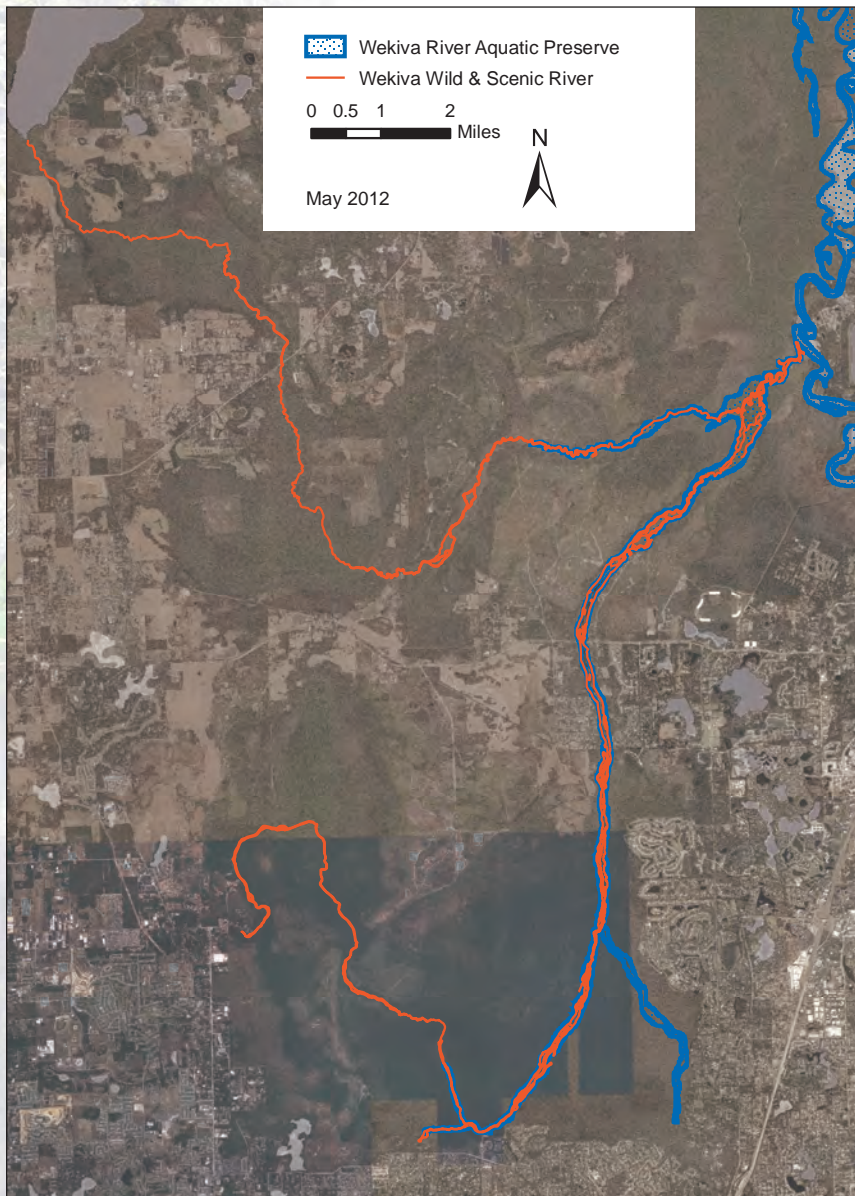 Wekiva River Aquatic Preserve
Wekiva Wild & Scenic River
0 0.5 1 2
Miles
N
May 2012